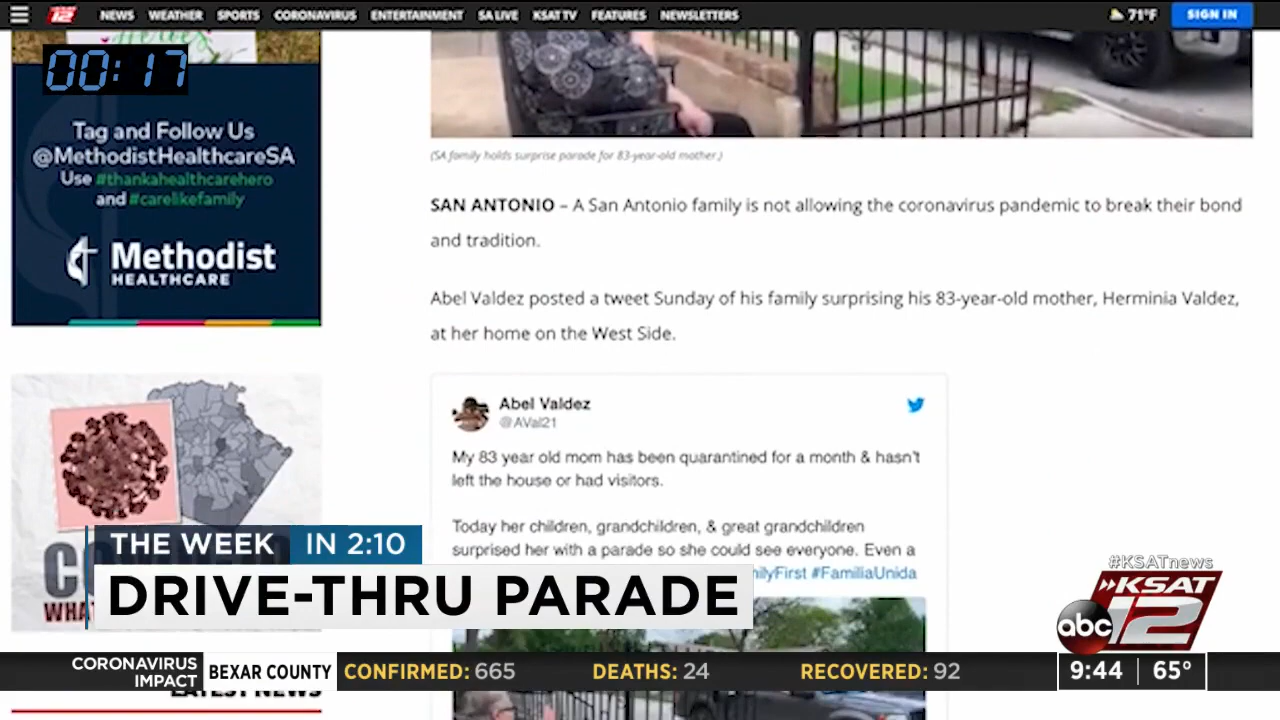 12
NEWS WEATHER SPORTS CORONAVIRUS ENTERTAINMENT SA LIVE KSAT TV FEATURES NEWSLETTERS
71°F
SIGN IN
00:17
Tag and Follow Us
@MethodistHealthcareSA
Use #thankahealthcarehero
and #carelikefamily
Methodist
HEALTHCARE
(SA family holds surprise parade for 83-year-old mother.)
SAN ANTONIO – A San Antonio family is not allowing the coronavirus pandemic to break their bond
and tradition.
Abel Valdez posted a tweet Sunday of his family surprising his 83-year-old mother, Herminia Valdez,
at her home on the West Side.
Abel Valdez
@AVal21
My 83 year old mom has been quarantined for a month & hasn't
left the house or had visitors.
Today her children, grandchildren, & great grandchildren
surprised her with a parade so she could see everyone. Even a
#FamiliaUnida
THE WEEK IN 2:10
DRIVE-THRU PARADE
#KSATnews
KSAT
abc 12
CORONAVIRUS
IMPACT
BEXAR COUNTY
CONFIRMED: 665 DEATHS: 24 RECOVERED: 92
9:44 65°
LATEST NEWS